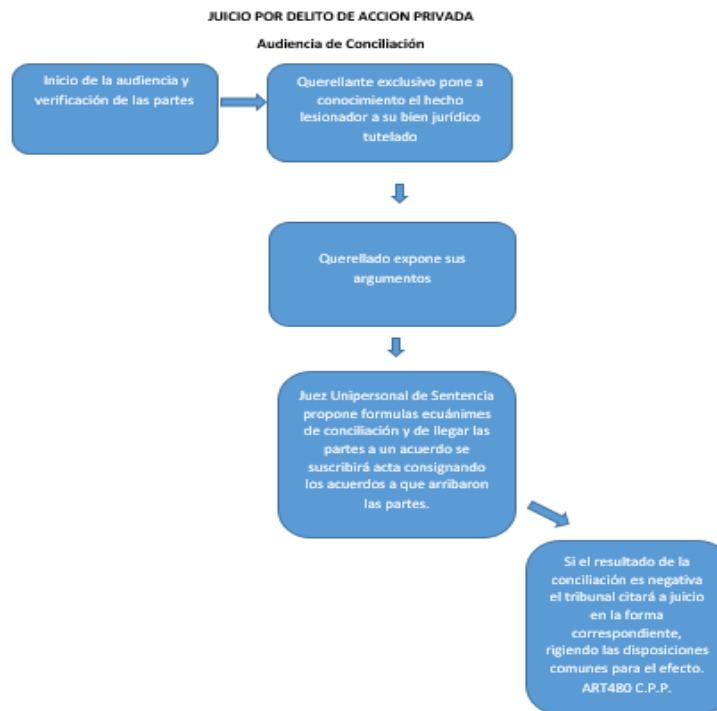 JUICIO POR DELITO DE ACCION PRIVADA
Audiencia de Conciliación
Inicio de la audiencia y
verificación de las partes
Querellante exclusivo pone a
conocimiento el hecho
lesionador a su bien jurídico
tutelado
Querellado expone sus
argumentos
Juez Unipersonal de Sentencia
propone formulas ecuánimes
de conciliación y de llegar las
partes a un acuerdo se
suscribirá acta consignando
los acuerdos a que arribaron
las partes.
Si el resultado de la
conciliación es negativa
el tribunal citará a juicio
en la forma
correspondiente,
rigiendo las disposiciones
comunes para el efecto.
ART480 C.P.P.